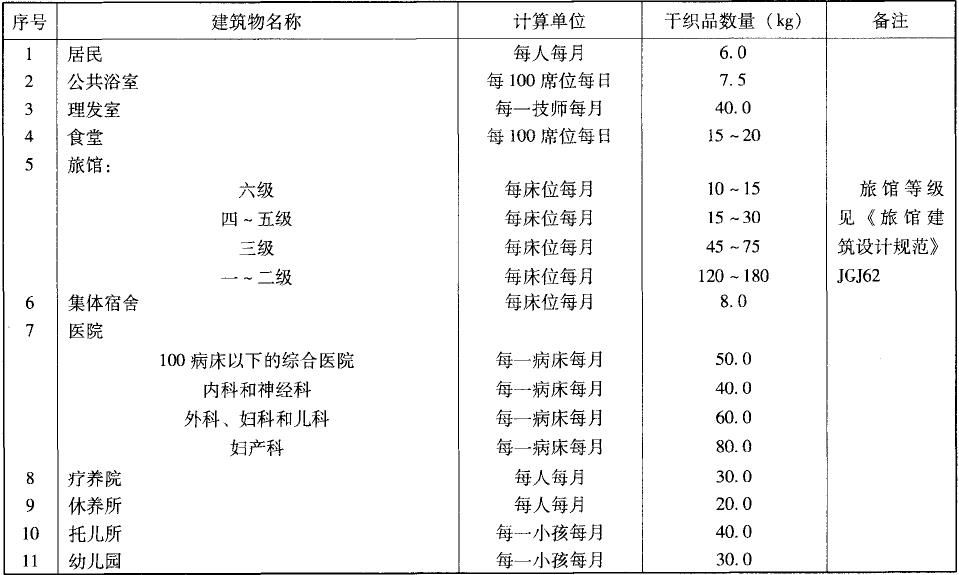 序号 建筑物名称 计算单位 干织品数量（kg） 备注
1 居民 每人每月 6.0
2 公共浴室 每100席位每日 7.5
3 理发室 每一技师每月 40.0
4 食堂 每100席位每日 15~20
5 旅馆：
六级 每床位每月 10~15 旅馆等级
四~五级 每床位每月 15~30 见《旅馆建
三级 每床位每月 45~75 筑设计规范》
一~二级 每床位每月 120~180 JGJ62
6 集体宿舍 每床位每月 8.0
7 医院
100病床以下的综合医院 每一病床每月 50.0
内科和神经科 每一病床每月 40.0
外科、妇科和儿科 每一病床每月 60.0
妇产科 每一病床每月 80.0
8 疗养院 每人每月 30.0
9 休养所 每人每月 20.0
10 托儿所 每一小孩每月 40.0
11 幼儿园 每一小孩每月 30.0